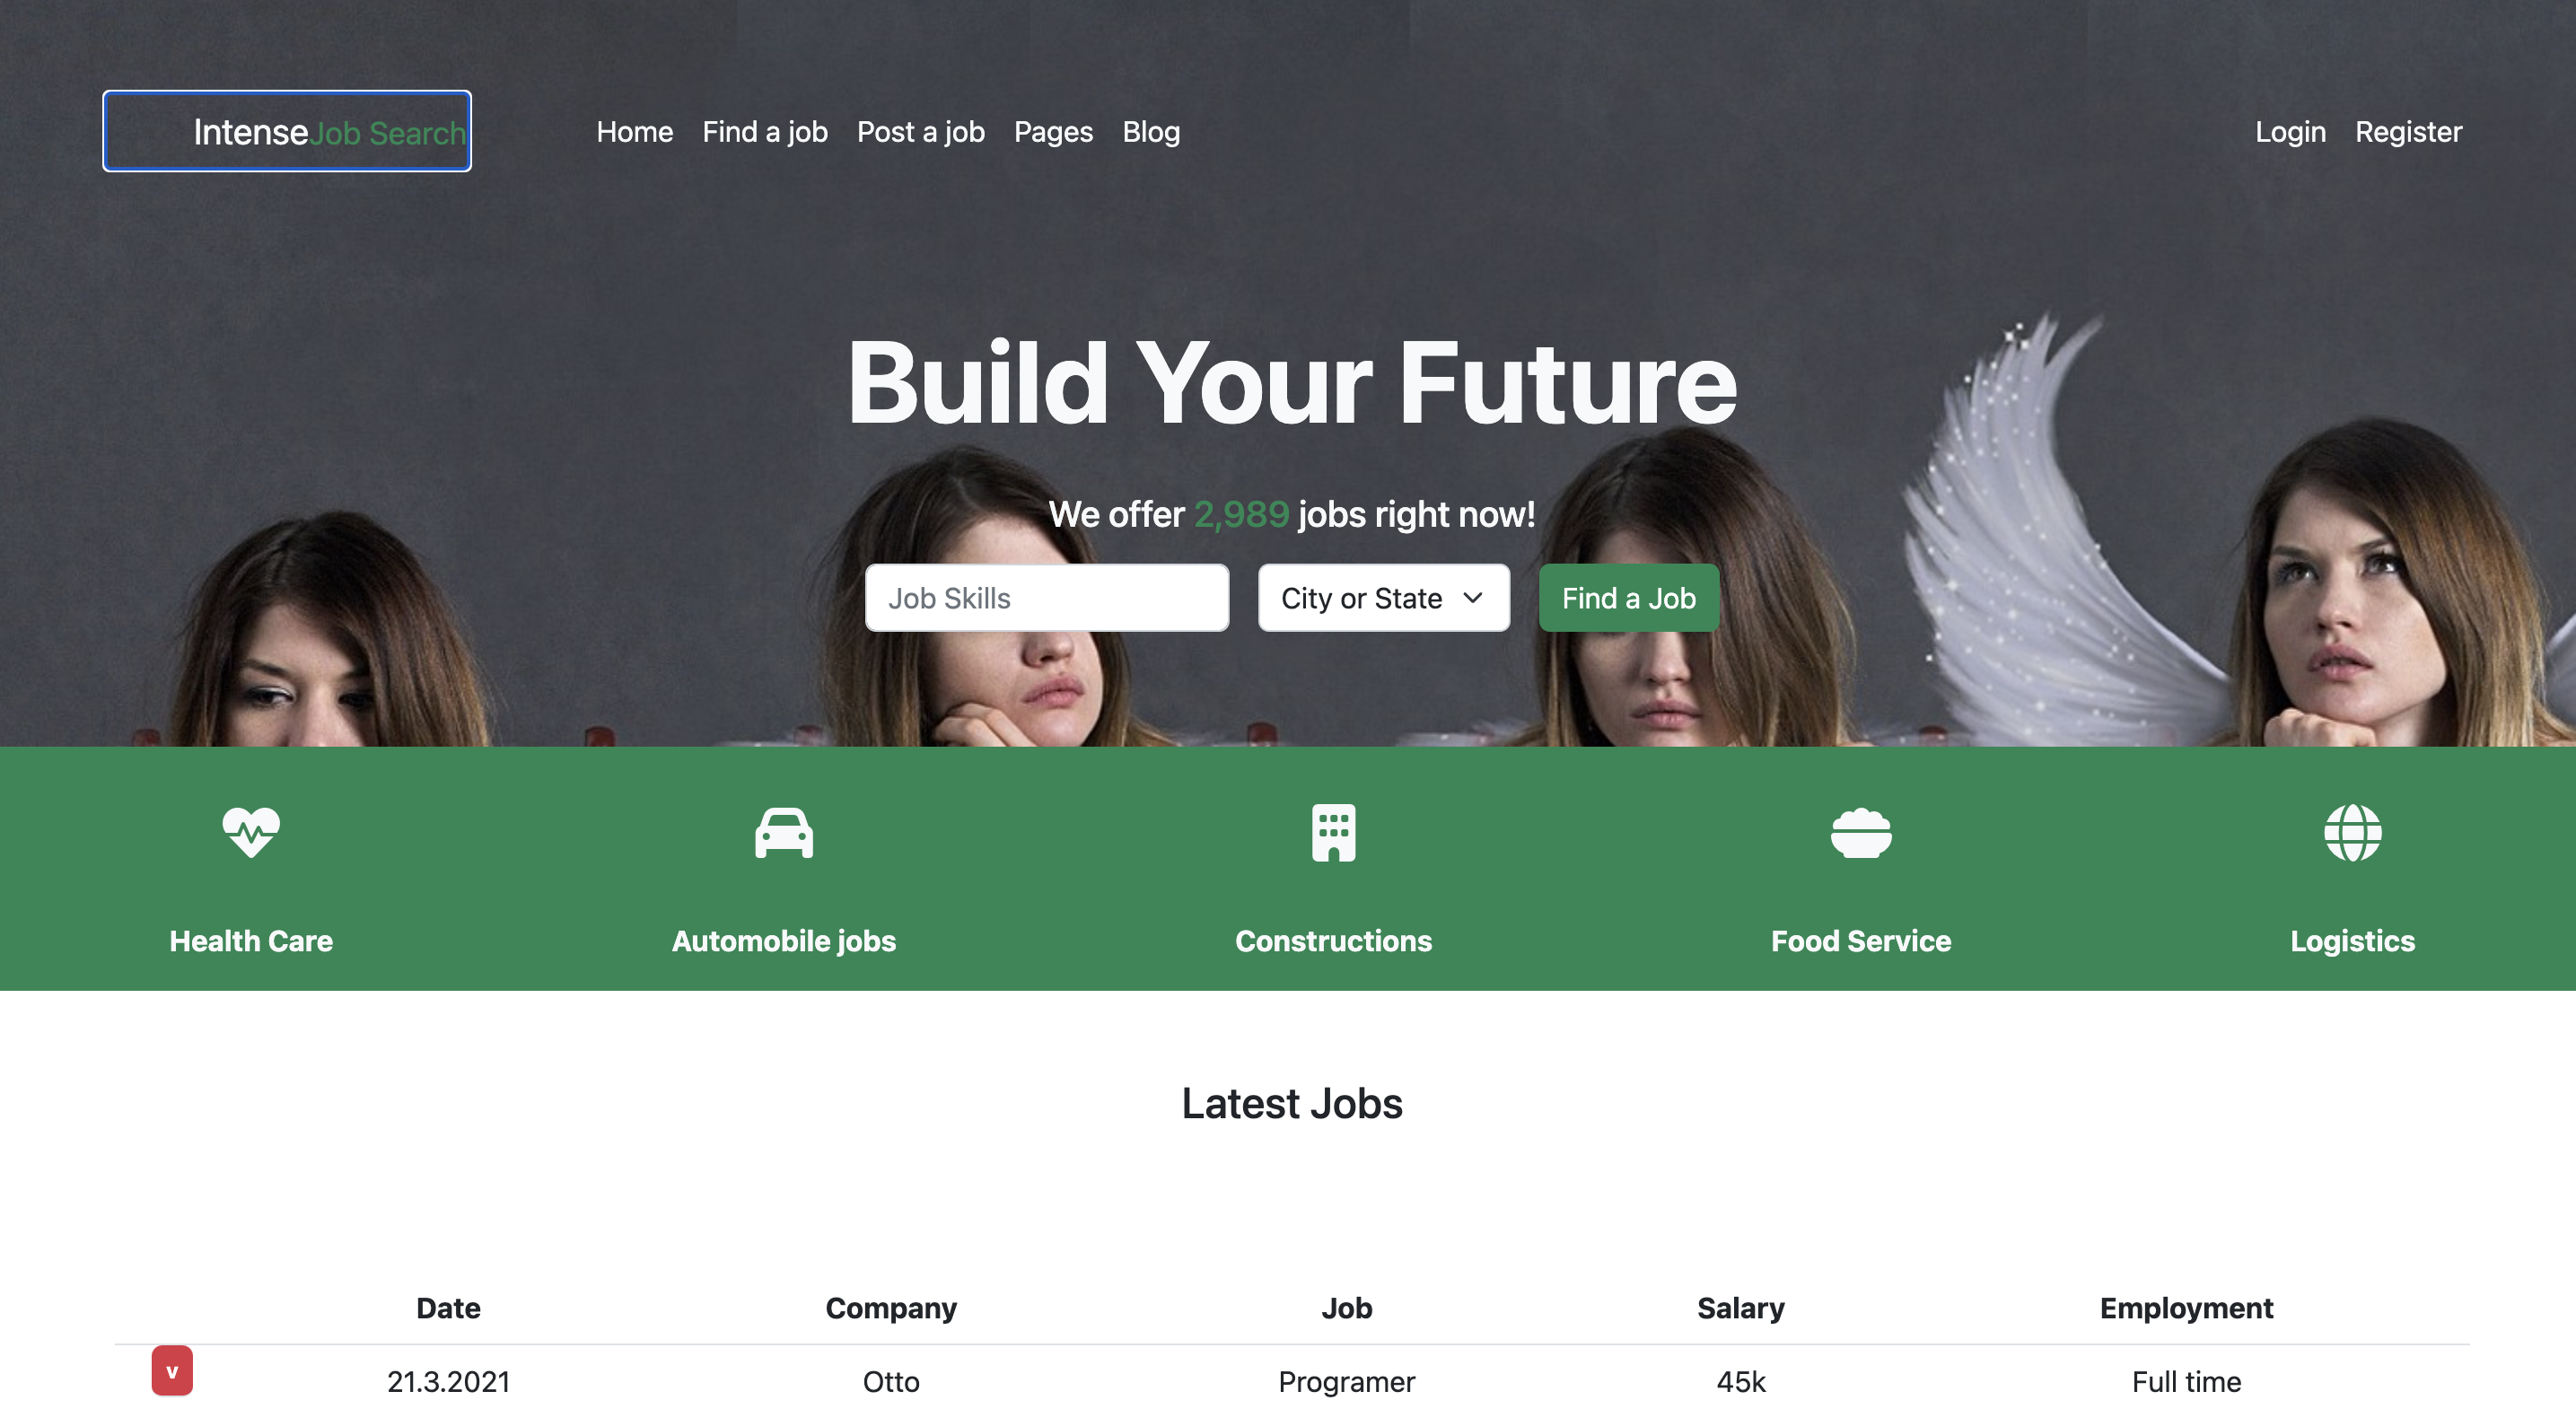 IntenseJob Search Home Find a job Post a job Pages Blog Login Register
Build Your Future
We offer 2,989 jobs right now!
Job Skills City or State Find a Job
Health Care Automobile jobs Constructions Food Service Logistics
Latest Jobs
Date Company Job Salary Employment
v 21.3.2021 Otto Programer 45k Full time